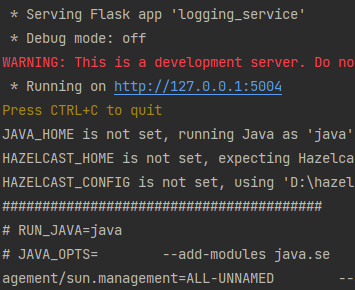 * Serving Flask app 'logging_service'
* Debug mode: off
WARNING: This is a development server. Do no
* Running on http://127.0.0.1:5004
Press CTRL+C to quit
JAVA_HOME is not set, running Java as 'java'
HAZELCAST_HOME is not set, expecting Hazelca
HAZELCAST_CONFIG is not set, using 'D:\hazel
########################################
# RUN_JAVA=java
# JAVA_OPTS=        --add-modules java.se
agement/sun.management=ALL-UNNAMED        --